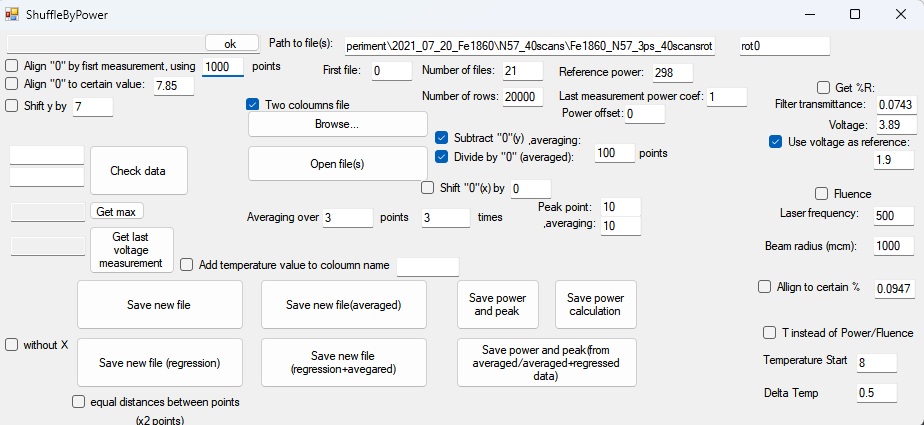 ShuffleByPower
ok
Path to file(s):
periment\2021_07_20_Fe1860\N57_40scans\Fe1860_N57_3ps_40scansrot
rot0
Align "0" by fisrt measurement, using
1000
points
First file:
0
Number of files:
21
Reference power:
298
Align "0" to certain value:
7.85
Get %R:
Shift y by
7
Two coloumns file
Number of rows:
20000
Last measurement power coef:
1
Filter transmittance:
0.0743
Power offset:
0
Browse...
Voltage:
3.89
Subtract "0"(y)
,averaging:
Use voltage as reference:
Open file(s)
Divide by "0" (averaged):
100
points
1.9
Check data
Shift "0"(x) by
0
Fluence
Get max
Averaging over
3
points
3
times
Peak point:
10
,averaging:
10
Laser frequency:
500
Get last
voltage
measurement
Beam radius (mcm):
1000
Add temperature value to coloumn name
Save new file
Save new file(averaged)
Save power
and peak
Save power
calculation
Allign to certain %
0.0947
without X
Save new file (regression)
Save new file
(regression+avegared)
Save power and peak(from
averaged/averaged+regressed
data)
T instead of Power/Fluence
Temperature Start
8
Delta Temp
0.5
equal distances between points
(x2 points)